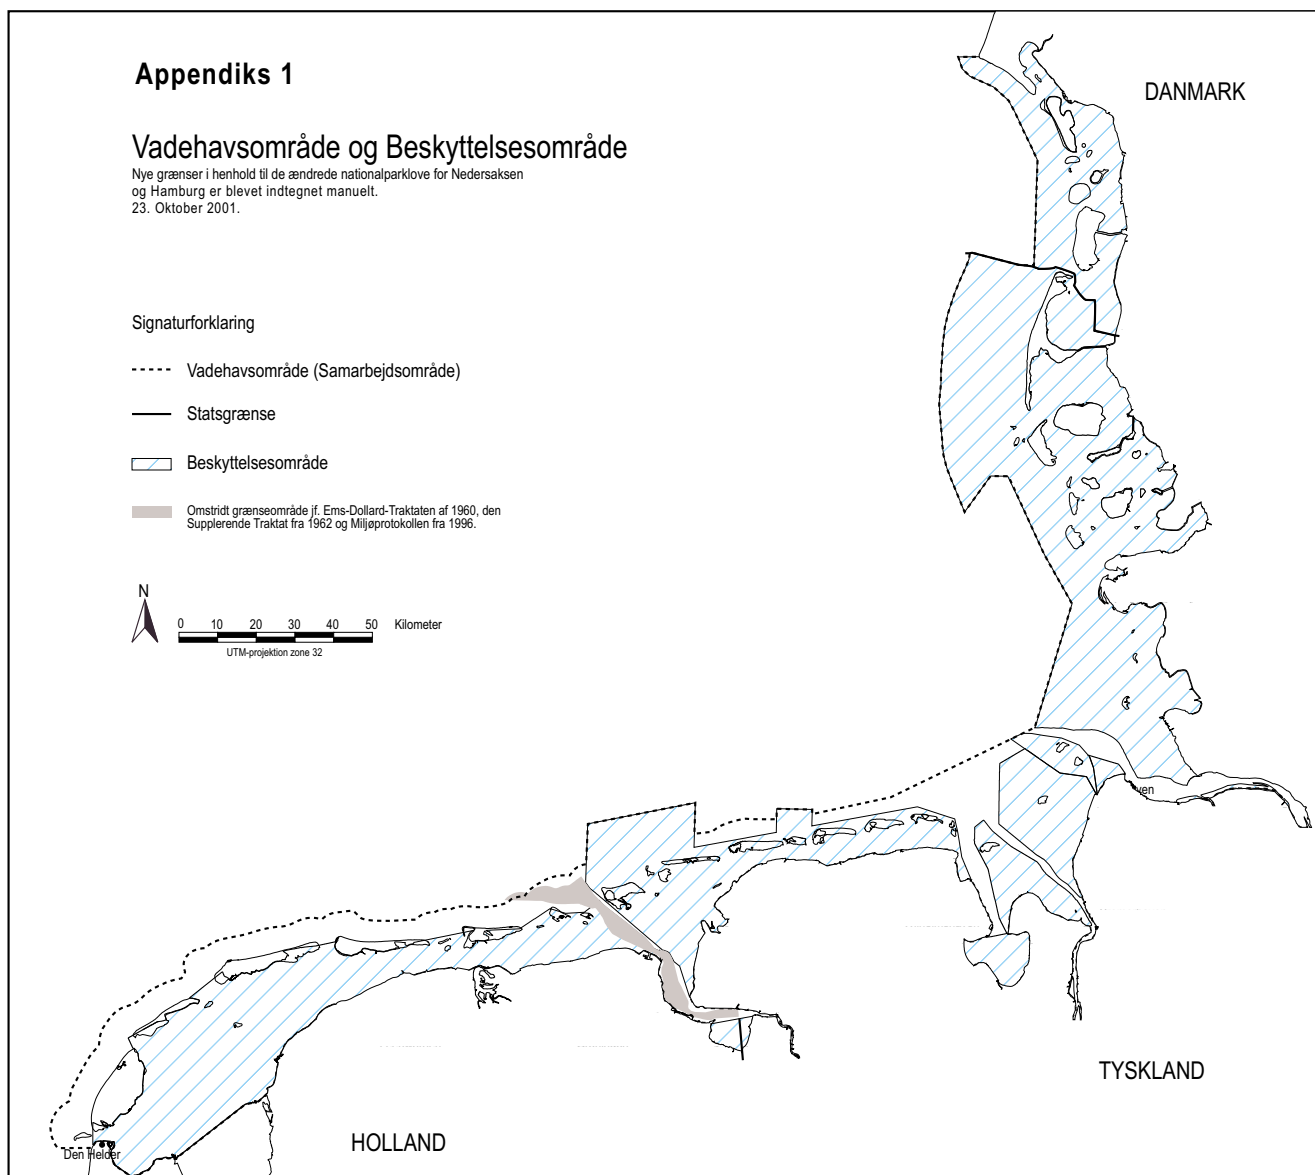 Appendiks 1
DANMARK
Vadehavsområde og Beskyttelsesområde
Nye grænser i henhold til de ændrede nationalparklove for Nedersaksen
og Hamburg er blevet indtegnet manuelt.
23. Oktober 2001.
Signaturforklaring
Vadehavsområde (Samarbejdsområde)
Statsgrænse
Beskyttelsesområde
Omstridt grænseområde jf. Ems-Dollard-Traktaten af 1960, den
Supplerende Traktat fra 1962 og Miljøprotokollen fra 1996.
N
0 10 20 30 40 50 Kilometer
UTM-projektion zone 32
TYSKLAND
HOLLAND
Den Helder